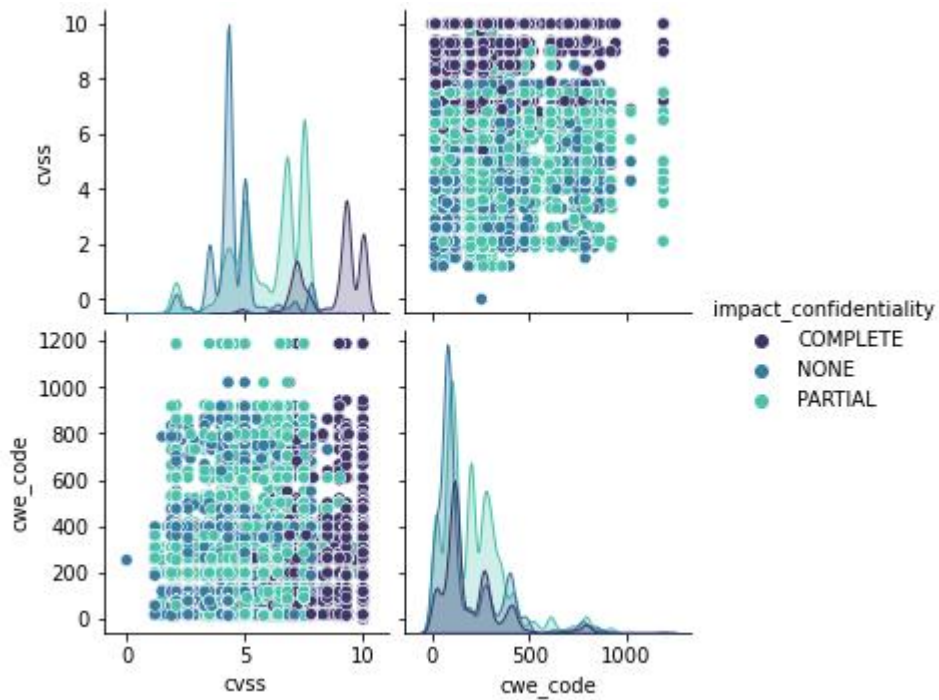 10
8
6
4
2
0
cvss
impact_confidentiality
COMPLETE
NONE
PARTIAL
1200
1000
800
600
400
200
0
cwe_code
0 5 10
cvss
0 500 1000
cwe_code